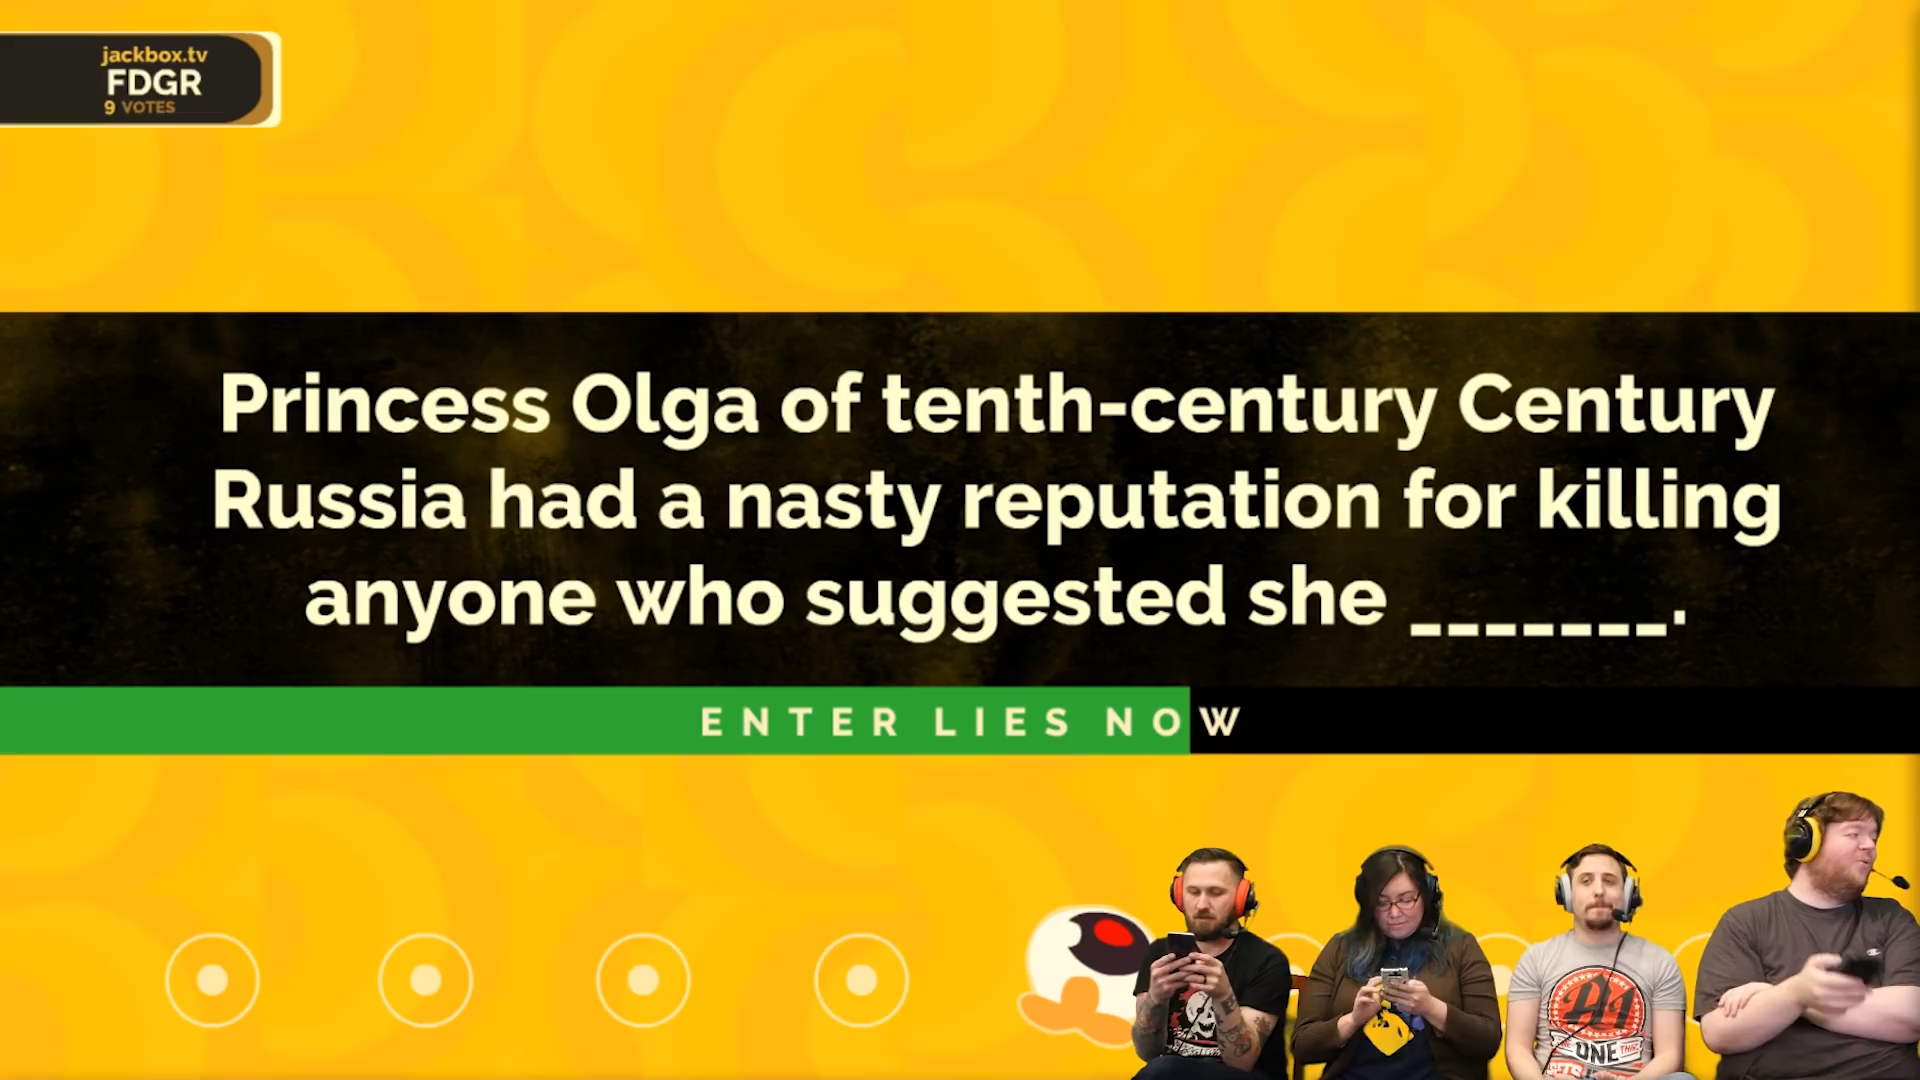 jackbox.tv
FDGR
9 VOTES
Princess Olga of tenth-century Century
Russia had a nasty reputation for killing
anyone who suggested she _______.
ENTER LIES NOW
ONE